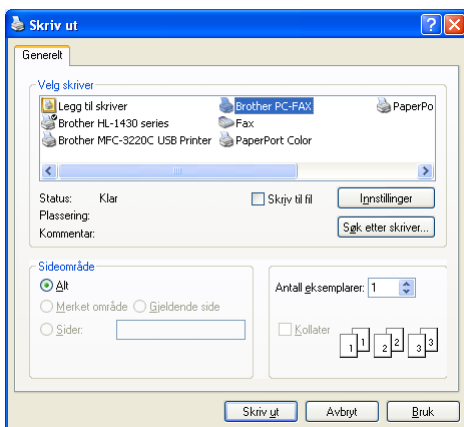 Skriv ut
Generelt
Velg skriver
Legg til skriver
Brother PC-FAX
PaperPo
Brother HL-1430 series
Fax
Brother MFC-3220C USB Printer
PaperPort Color
Status: Klar
Skriv til fil
Innstillinger
Plassering:
Kommentar:
Søk etter skriver...
Sideområde
Alt
Merket område
Gjeldende side
Sider:
Antall eksemplarer: 1
Kollater
1 1 2 2 3 3
Skriv ut
Avbryt
Bruk